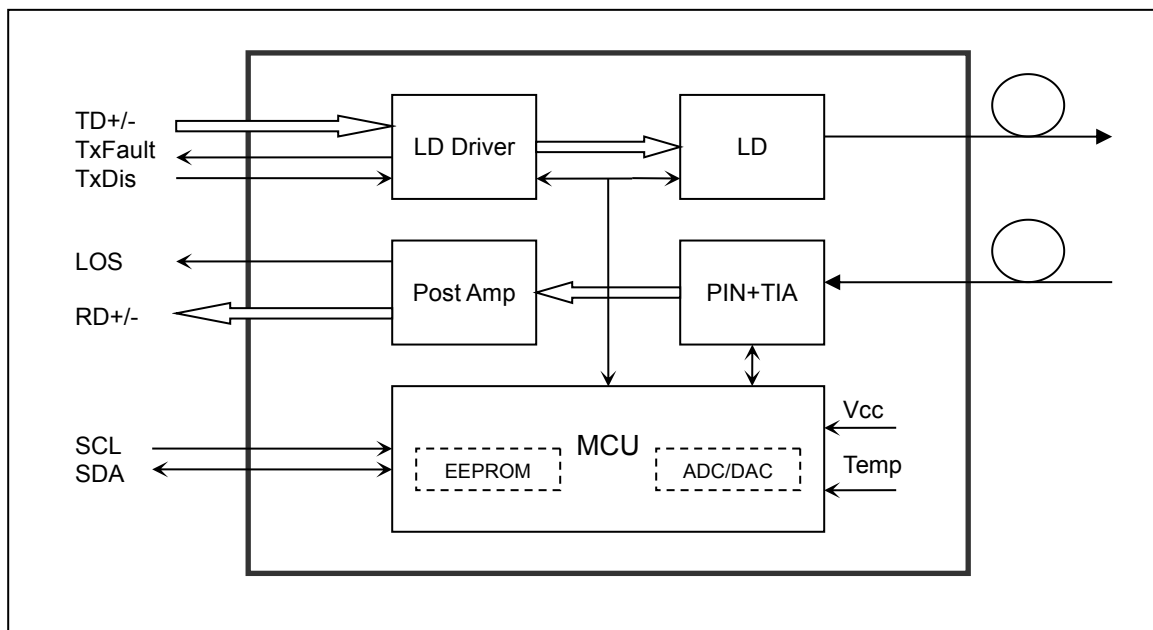 TD+/-
TxFault
TxDis
LD Driver
LD
LOS
RD+/-
Post Amp
PIN+TIA
SCL
SDA
MCU
EEPROM
ADC/DAC
Vcc
Temp